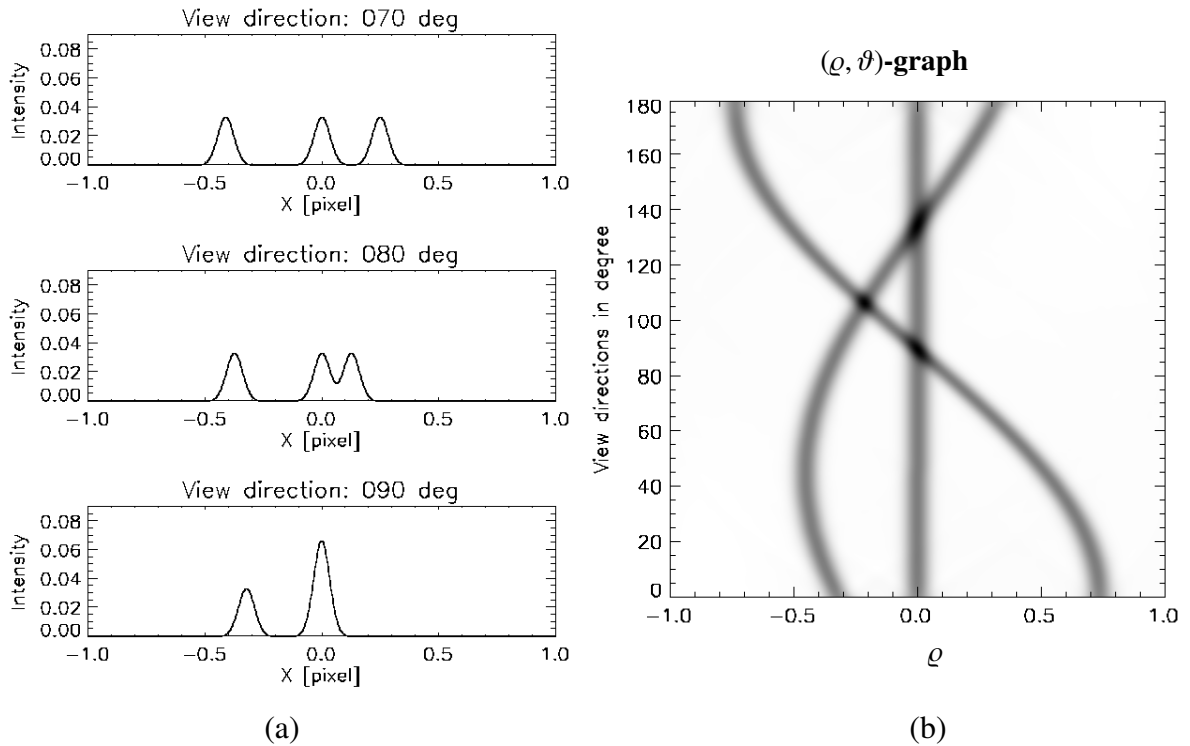 View direction: 070 deg
Intensity
0.08
0.06
0.04
0.02
0.00
−1.0 −0.5 0.0 0.5 1.0
X [pixel]
View direction: 080 deg
Intensity
0.08
0.06
0.04
0.02
0.00
−1.0 −0.5 0.0 0.5 1.0
X [pixel]
View direction: 090 deg
Intensity
0.08
0.06
0.04
0.02
0.00
−1.0 −0.5 0.0 0.5 1.0
X [pixel]
(a)
(ϱ, ϑ)-graph
View directions in degree
180
160
140
120
100
80
60
40
20
0
−1.0 −0.5 0.0 0.5 1.0
ϱ
(b)